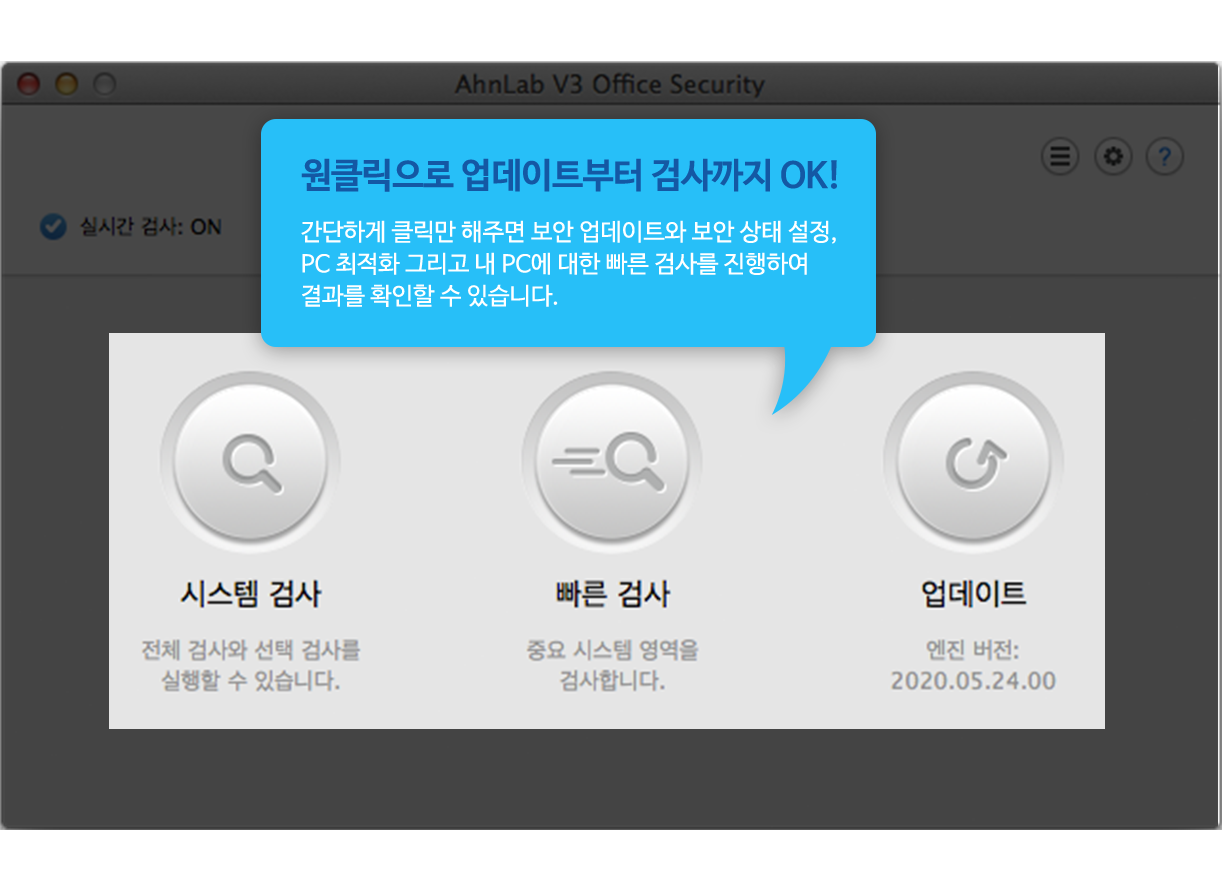 AhnLab V3 Office Security
원클릭으로 업데이트부터 검사까지 OK!
간단하게 클릭만 해주면 보안 업데이트와 보안 상태 설정,
PC 최적화 그리고 내 PC에 대한 빠른 검사를 진행하여
결과를 확인할 수 있습니다.
?
실시간 검사: ON
시스템 검사
전체 검사와 선택 검사를
실행할 수 있습니다.
빠른 검사
중요 시스템 영역을
검사합니다.
업데이트
엔진 버전:
2020.05.24.00